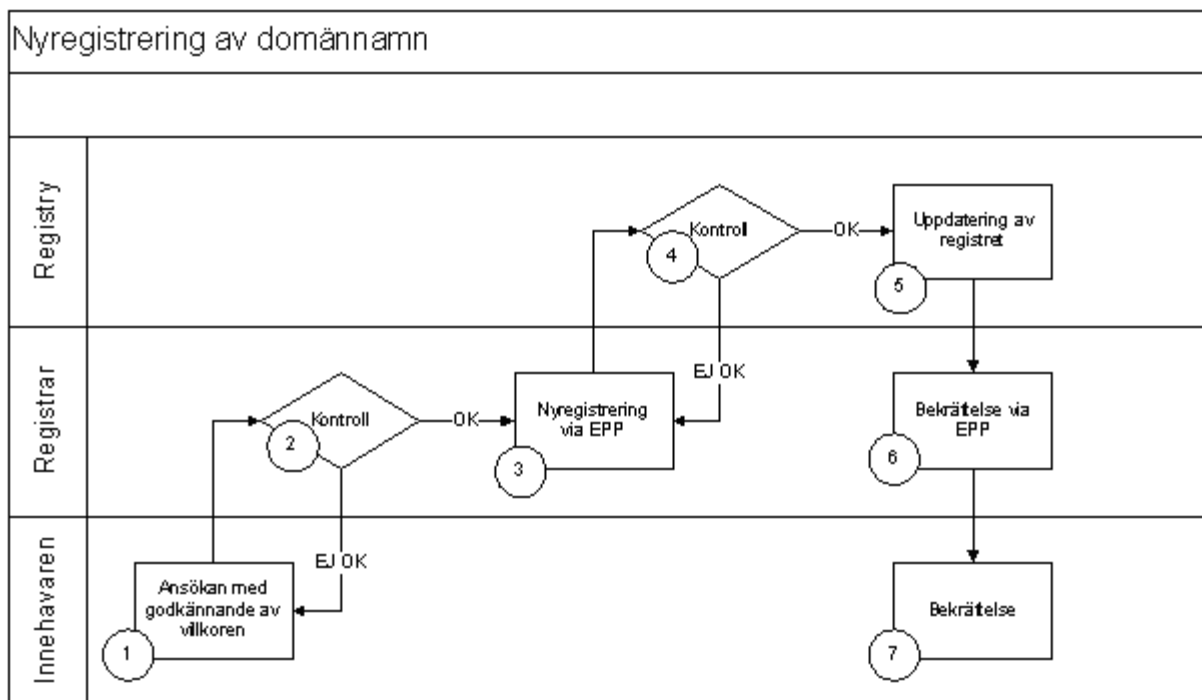 Nyregistrering av domännamn
Registry
Kontroll
4
OK
Uppdatering av
registret
5
EJ OK
Registrar
Kontroll
2
OK
Nyregistrering
via EPP
3
Bekräftelse via
EPP
6
EJ OK
Innehavaren
Ansökan med
godkännande av
villkoren
1
Bekräftelse
7